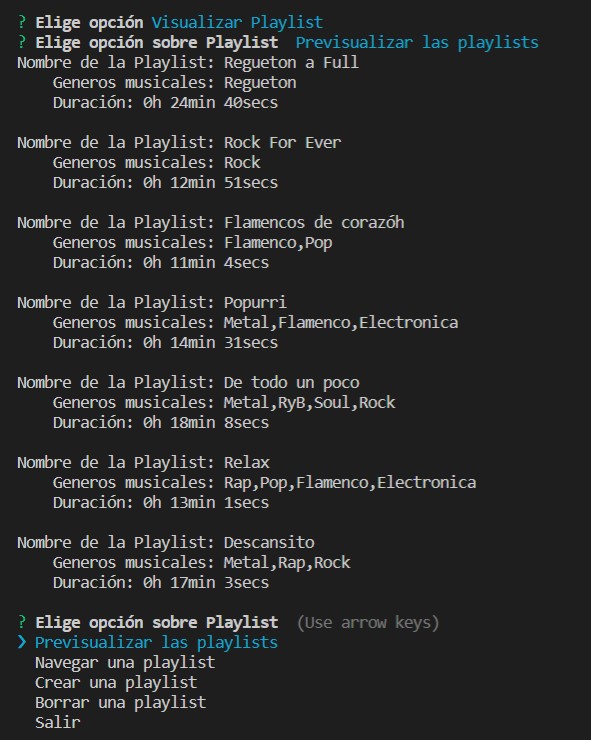 ? Elige opción Visualizar Playlist
? Elige opción sobre Playlist  Previsualizar las playlists
Nombre de la Playlist: Regueton a Full
    Generos musicales: Regueton
    Duración: 0h 24min 40secs

Nombre de la Playlist: Rock For Ever
    Generos musicales: Rock
    Duración: 0h 12min 51secs

Nombre de la Playlist: Flamencos de corazóh
    Generos musicales: Flamenco,Pop
    Duración: 0h 11min 4secs

Nombre de la Playlist: Popurri
    Generos musicales: Metal,Flamenco,Electronica
    Duración: 0h 14min 31secs

Nombre de la Playlist: De todo un poco
    Generos musicales: Metal,RyB,Soul,Rock
    Duración: 0h 18min 8secs

Nombre de la Playlist: Relax
    Generos musicales: Rap,Pop,Flamenco,Electronica
    Duración: 0h 13min 1secs

Nombre de la Playlist: Descansito
    Generos musicales: Metal,Rap,Rock
    Duración: 0h 17min 3secs

? Elige opción sobre Playlist  (Use arrow keys)
❯ Previsualizar las playlists
  Navegar una playlist
  Crear una playlist
  Borrar una playlist
  Salir